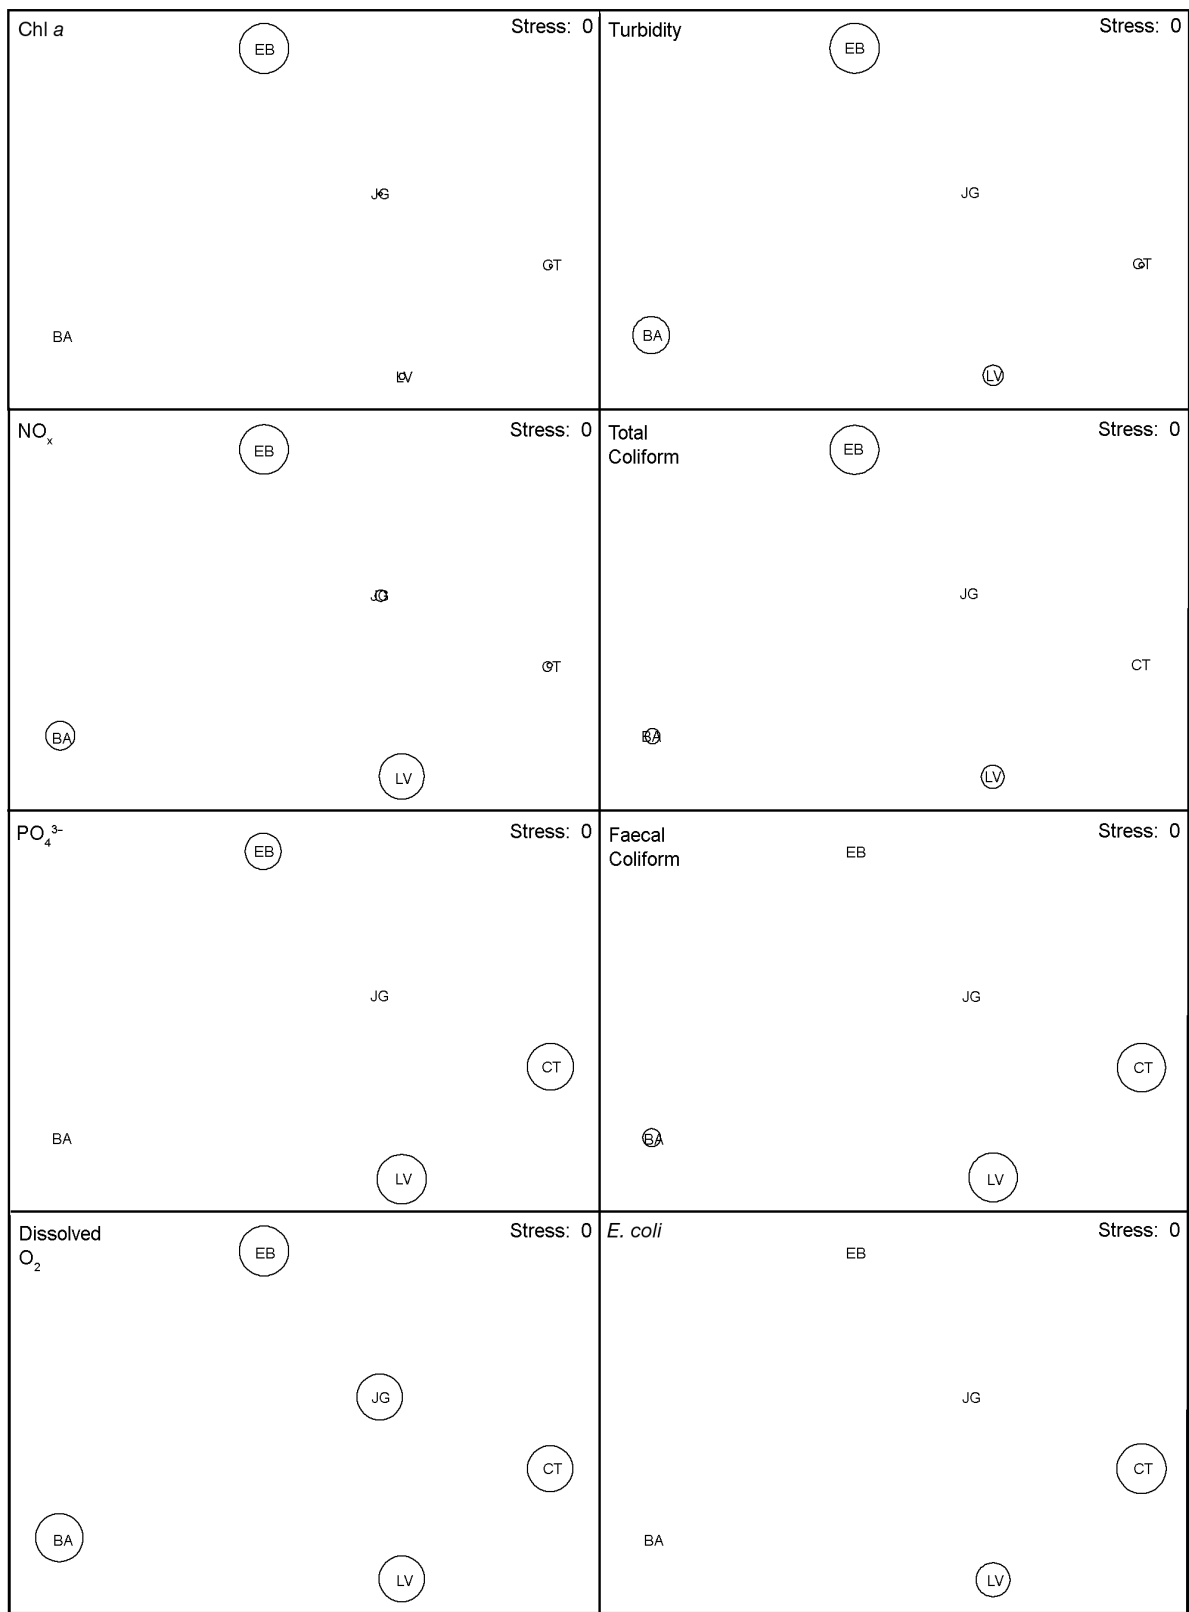 Chl a
Stress: 0
EB
JG
CT
BA
LV
Turbidity
Stress: 0
EB
JG
CT
BA
LV
NOx
Stress: 0
EB
JG
CT
BA
LV
Total
Coliform
Stress: 0
EB
JG
CT
BA
LV
PO₄³⁻
Stress: 0
EB
JG
CT
BA
LV
Faecal
Coliform
Stress: 0
EB
JG
CT
BA
LV
Dissolved
O₂
Stress: 0
EB
JG
CT
BA
LV
E. coli
Stress: 0
EB
JG
CT
BA
LV